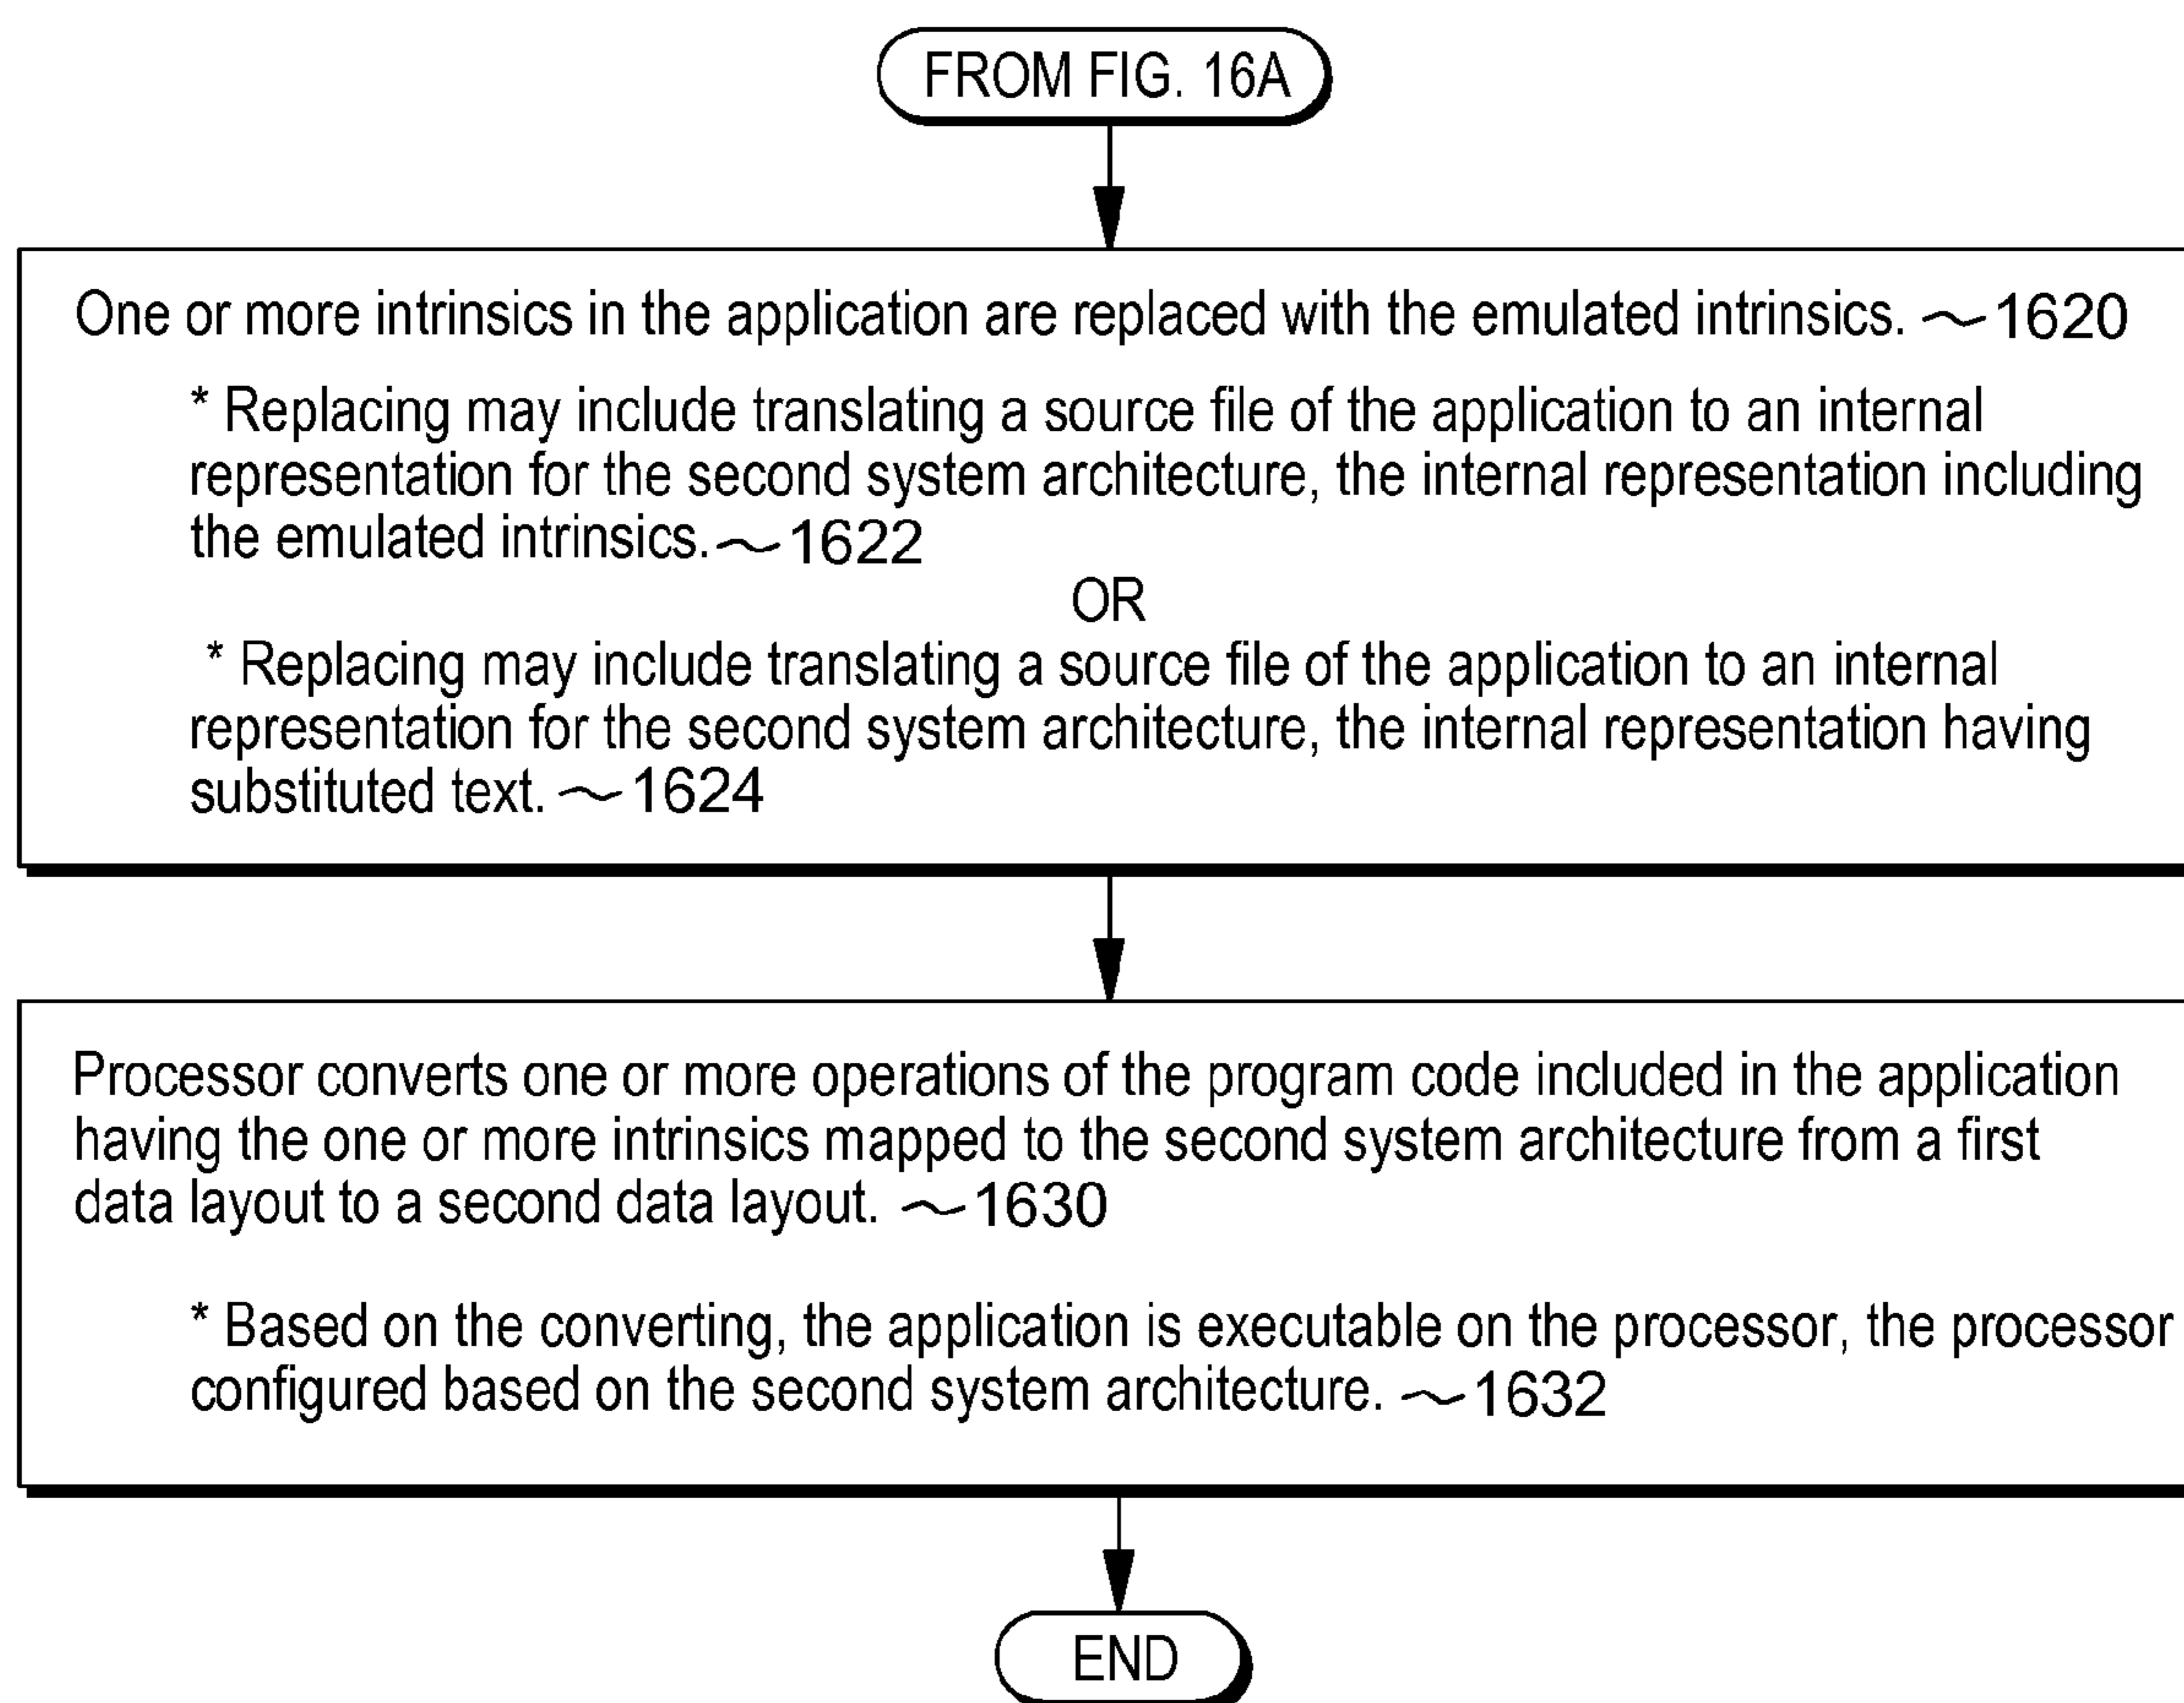 FROM FIG. 16A
One or more intrinsics in the application are replaced with the emulated intrinsics. ~1620
* Replacing may include translating a source file of the application to an internal
representation for the second system architecture, the internal representation including
the emulated intrinsics. ~1622
OR
* Replacing may include translating a source file of the application to an internal
representation for the second system architecture, the internal representation having
substituted text. ~1624
Processor converts one or more operations of the program code included in the application
having the one or more intrinsics mapped to the second system architecture from a first
data layout to a second data layout. ~1630
* Based on the converting, the application is executable on the processor, the processor
configured based on the second system architecture. ~1632
END